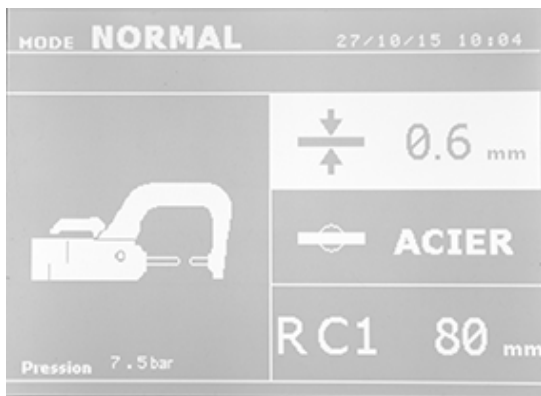 MODE NORMAL 27/10/15 10:04
0.6 mm
ACIER
RC1 80 mm
Pression 7.5bar